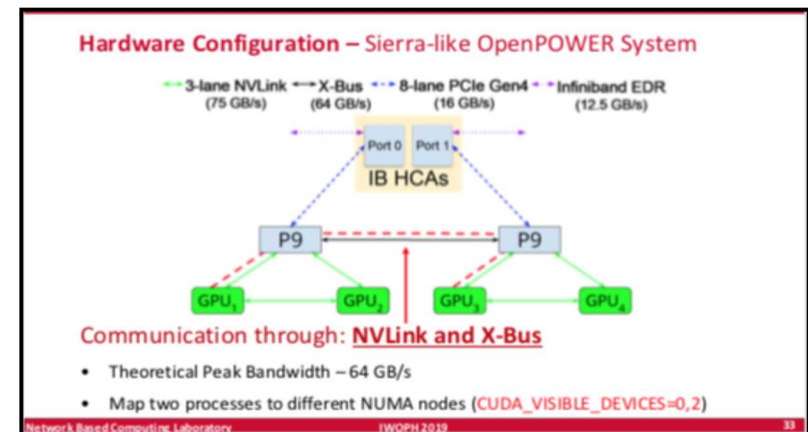 Hardware Configuration – Sierra-like OpenPOWER System
3-lane NVLink X-Bus 8-lane PCIe Gen4 Infiniband EDR
(75 GB/s) (64 GB/s) (16 GB/s) (12.5 GB/s)
Port 0 Port 1
IB HCAs
P9 P9
GPU1 GPU2 GPU3 GPU4
Communication through: NVLink and X-Bus
• Theoretical Peak Bandwidth – 64 GB/s
• Map two processes to different NUMA nodes (CUDA_VISIBLE_DEVICES=0,2)
Network Based Computing Laboratory IWOPH 2019 33